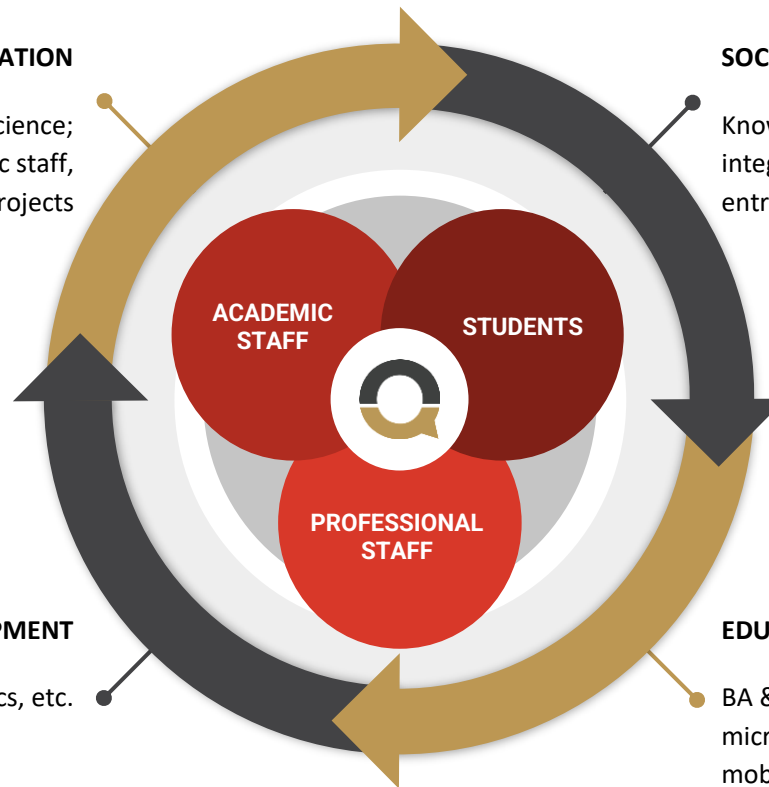 ATION
cience;
c staff,
rojects
SOC
Know
integ
entr
ACADEMIC
STAFF
STUDENTS
PROFESSIONAL
STAFF
PMENT
cs, etc.
EDU
BA &
micr
mob